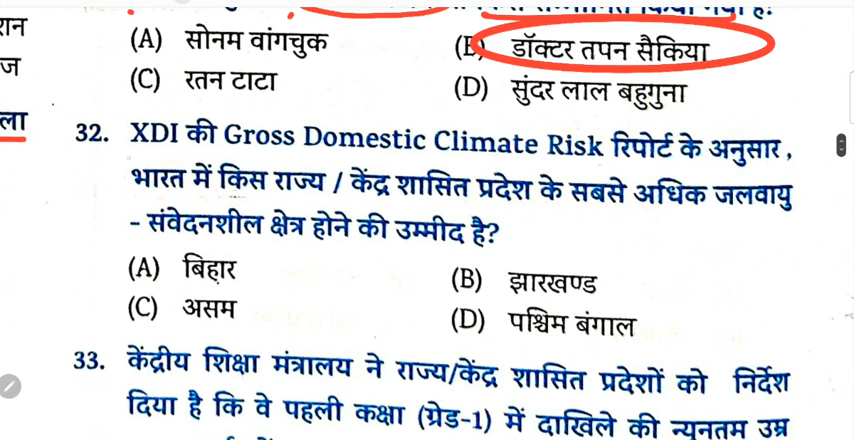 रान
ज
ला
है?
(A) सोनम वांगचुक
डॉक्टर तपन सैकिया
(C) रतन टाटा
(D) सुंदर लाल बहुगुना
32. XDI की Gross Domestic Climate Risk रिपोर्ट के अनुसार,
भारत में किस राज्य / केंद्र शासित प्रदेश के सबसे अधिक जलवायु
- संवेदनशील क्षेत्र होने की उम्मीद है?
(A) बिहार
(B) झारखण्ड
(C) असम
(D) पश्चिम बंगाल
33. केंद्रीय शिक्षा मंत्रालय ने राज्य/केंद्र शासित प्रदेशों को निर्देश
दिया है कि वे पहली कक्षा (ग्रेड-1) में दाखिले की न्यूनतम उम्र